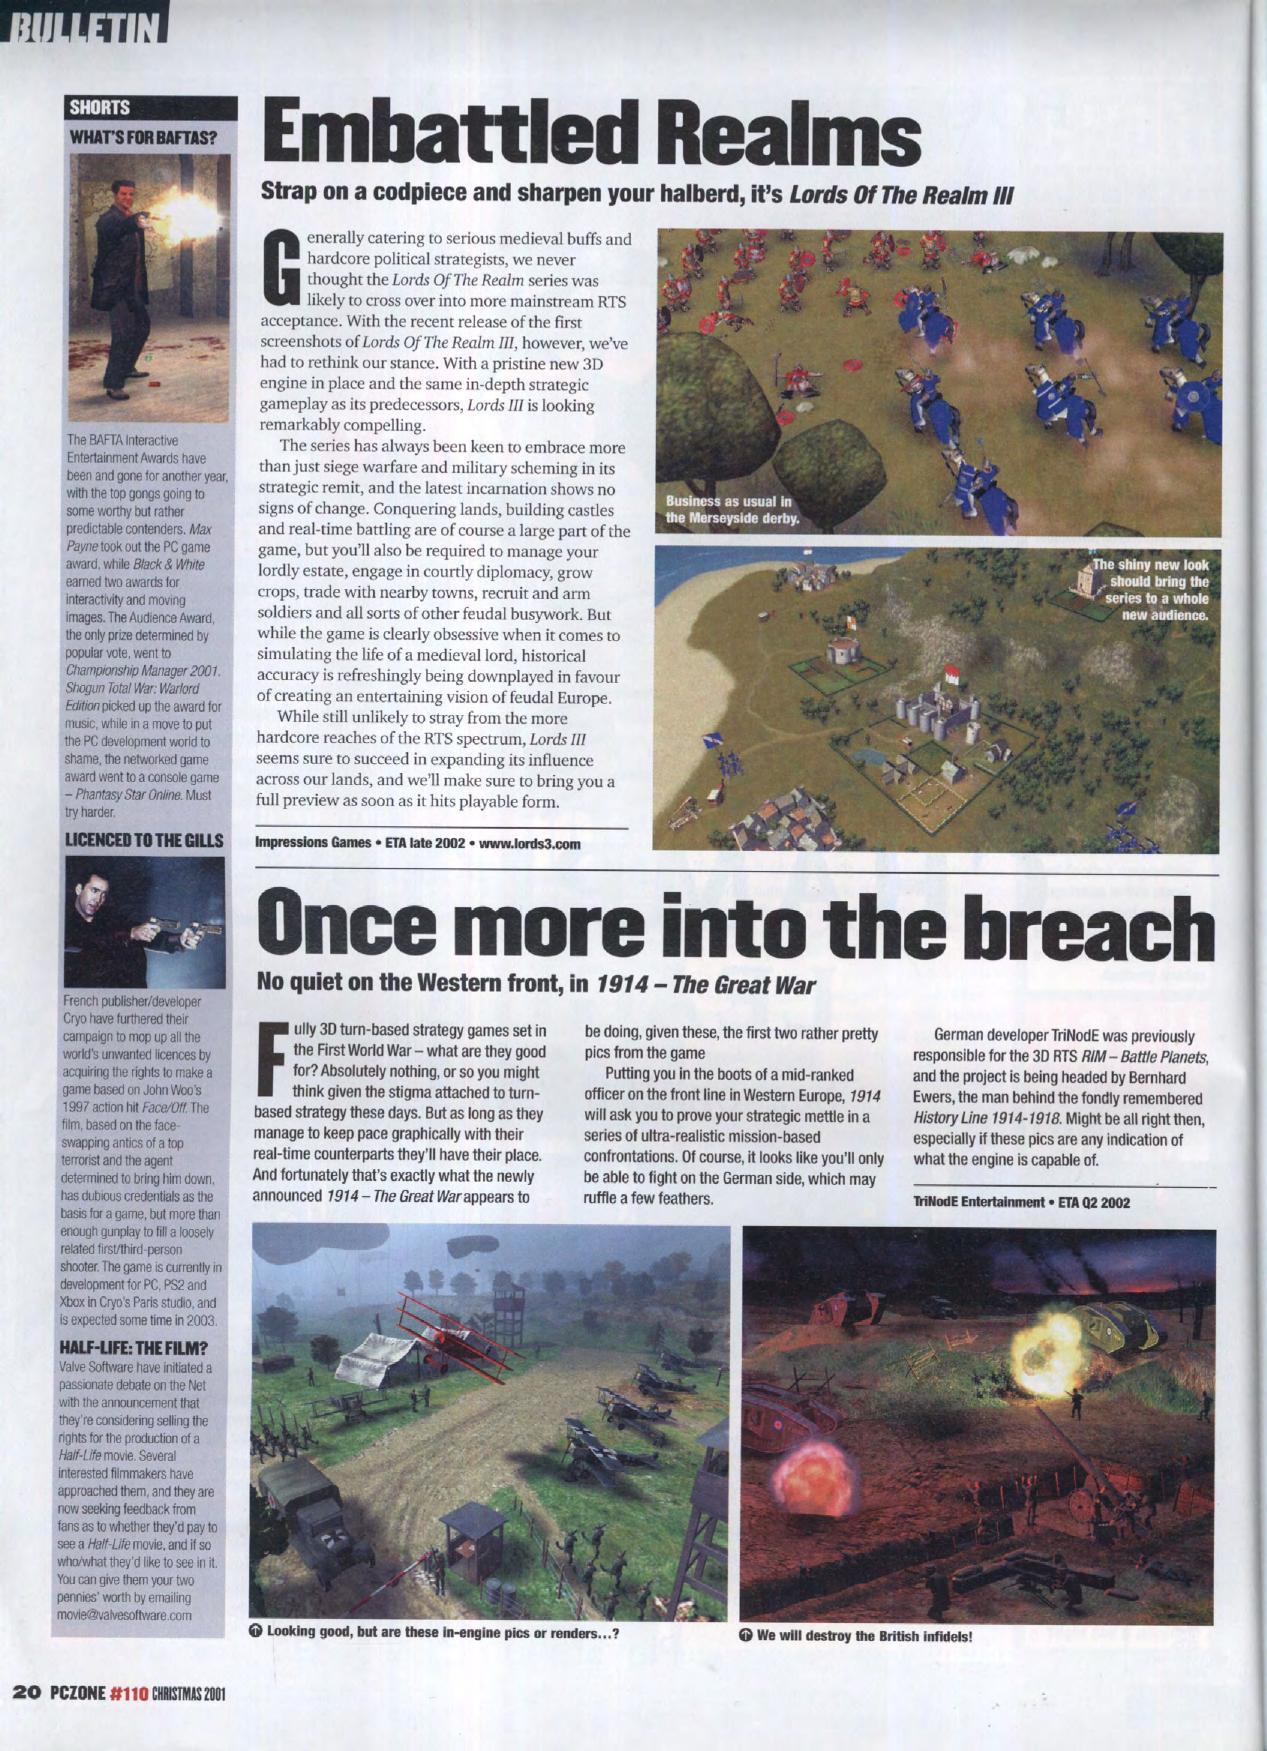 BULLETIN
SHORTS
WHAT'S FOR BAFTAS?
The BAFTA Interactive
Entertainment Awards have
been and gone for another year,
with the top gongs going to
some worthy but rather
predictable contenders. Max
Payne took out the PC game
award, while Black & White
earned two awards for
interactivity and moving
images. The Audience Award,
the only prize determined by
popular vote, went to
Championship Manager 2001.
Shogun Total War: Warlord
Edition picked up the award for
music, while in a move to put
the PC development world to
shame, the networked game
award went to a console game
– Phantasy Star Online. Must
try harder.
LICENCED TO THE GILLS
French publisher/developer
Cryo have furthered their
campaign to mop up all the
world's unwanted licences by
acquiring the rights to make a
game based on John Woo's
1997 action hit Face/Off. The
film, based on the face-
swapping antics of a top
terrorist and the agent
determined to bring him down,
has dubious credentials as the
basis for a game, but more than
enough gunplay to fill a loosely
related first/third-person
shooter. The game is currently in
development for PC, PS2 and
Xbox in Cryo's Paris studio, and
is expected some time in 2003.
HALF-LIFE: THE FILM?
Valve Software have initiated a
passionate debate on the Net
with the announcement that
they're considering selling the
rights for the production of a
Half-Life movie. Several
interested filmmakers have
approached them, and they are
now seeking feedback from
fans as to whether they'd pay to
see a Half-Life movie, and if so
who/what they'd like to see in it.
You can give them your two
pennies' worth by emailing
movie@valvesoftware.com
Embattled Realms
Strap on a codpiece and sharpen your halberd, it's Lords Of The Realm III
Generally catering to serious medieval buffs and
hardcore political strategists, we never
thought the Lords Of The Realm series was
likely to cross over into more mainstream RTS
acceptance. With the recent release of the first
screenshots of Lords Of The Realm III, however, we've
had to rethink our stance. With a pristine new 3D
engine in place and the same in-depth strategic
gameplay as its predecessors, Lords III is looking
remarkably compelling.
The series has always been keen to embrace more
than just siege warfare and military scheming in its
strategic remit, and the latest incarnation shows no
signs of change. Conquering lands, building castles
and real-time battling are of course a large part of the
game, but you'll also be required to manage your
lordly estate, engage in courtly diplomacy, grow
crops, trade with nearby towns, recruit and arm
soldiers and all sorts of other feudal busywork. But
while the game is clearly obsessive when it comes to
simulating the life of a medieval lord, historical
accuracy is refreshingly being downplayed in favour
of creating an entertaining vision of feudal Europe.
While still unlikely to stray from the more
hardcore reaches of the RTS spectrum, Lords III
seems sure to succeed in expanding its influence
across our lands, and we'll make sure to bring you a
full preview as soon as it hits playable form.
Impressions Games • ETA late 2002 • www.lords3.com
Business as usual in
the Merseyside derby.
The shiny new look
should bring the
series to a whole
new audience.
Once more into the breach
No quiet on the Western front, in 1914 – The Great War
Fully 3D turn-based strategy games set in
the First World War – what are they good
for? Absolutely nothing, or so you might
think given the stigma attached to turn-
based strategy these days. But as long as they
manage to keep pace graphically with their
real-time counterparts they'll have their place.
And fortunately that's exactly what the newly
announced 1914 – The Great War appears to
be doing, given these, the first two rather pretty
pics from the game
Putting you in the boots of a mid-ranked
officer on the front line in Western Europe, 1914
will ask you to prove your strategic mettle in a
series of ultra-realistic mission-based
confrontations. Of course, it looks like you'll only
be able to fight on the German side, which may
ruffle a few feathers.
German developer TriNodE was previously
responsible for the 3D RTS RIM – Battle Planets,
and the project is being headed by Bernhard
Ewers, the man behind the fondly remembered
History Line 1914-1918. Might be all right then,
especially if these pics are any indication of
what the engine is capable of.
TriNodE Entertainment • ETA Q2 2002
Looking good, but are these in-engine pics or renders...?
We will destroy the British infidels!
20 PCZONE #110 CHRISTMAS 2001